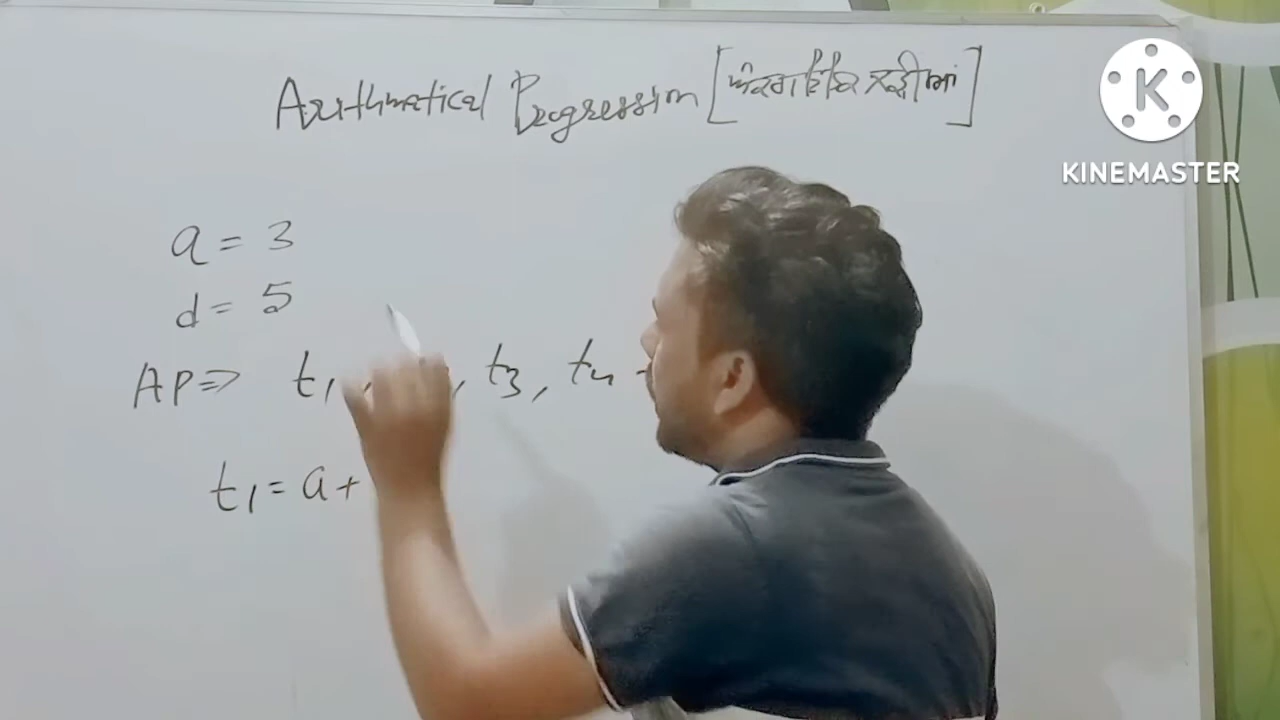 Arithmetical Progression [ਅੰਕਗਣਿਤਿਕ ਲੜੀਆਂ]
K
KINEMASTER
a = 3
d = 5
AP ⇒ t1, , t3, t4
t1 = a +